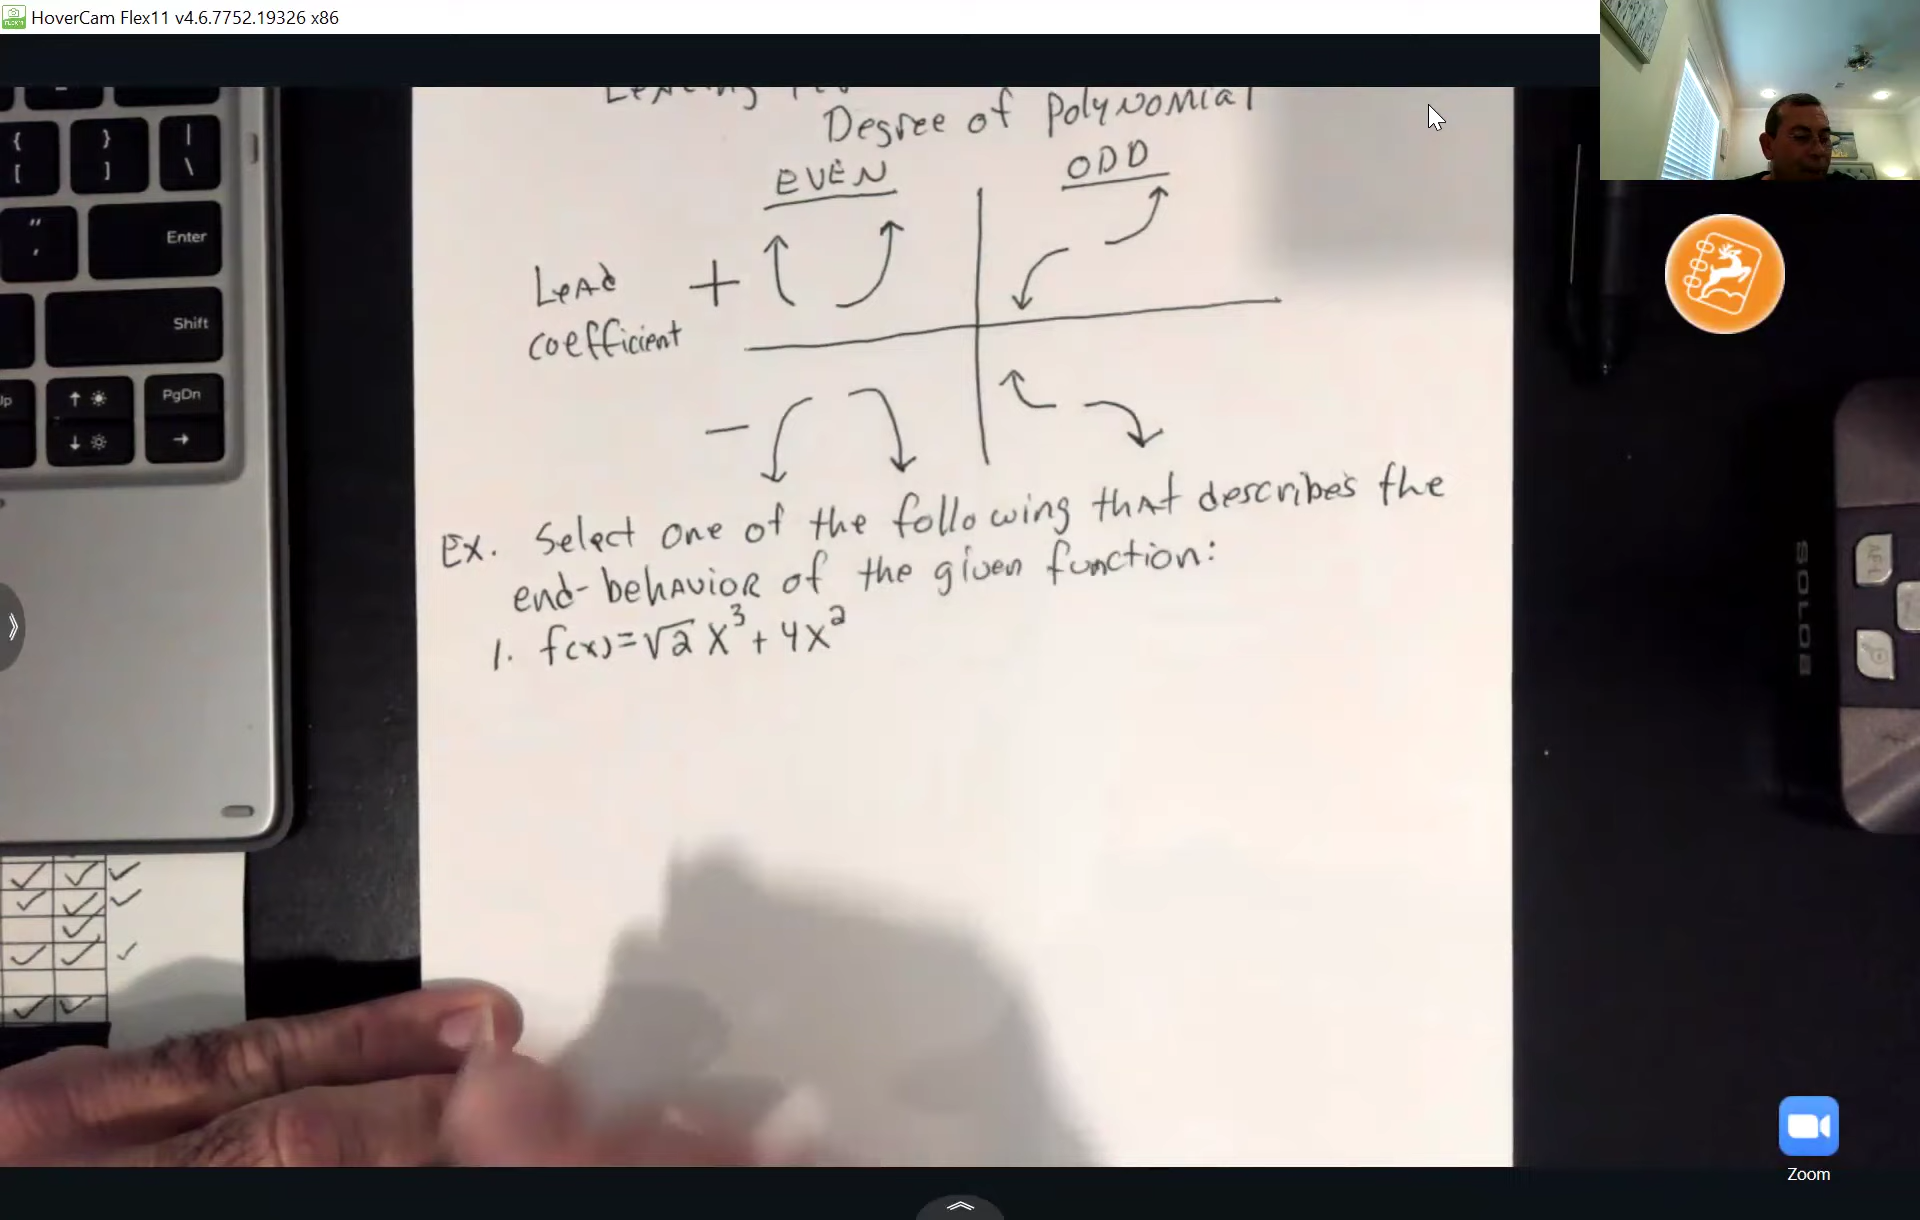 HoverCam Flex11 v4.6.7752.19326 x86
Degree of Polynomial
EVEN
ODD
Lead
+
coefficient
−
Ex. Select one of the following that describes the
end-behavior of the given function:
1. f(x)=√2 x³+4x²
{
[
}
]
|
\
"
,
Enter
Shift
PgDn
SOLOB
Zoom